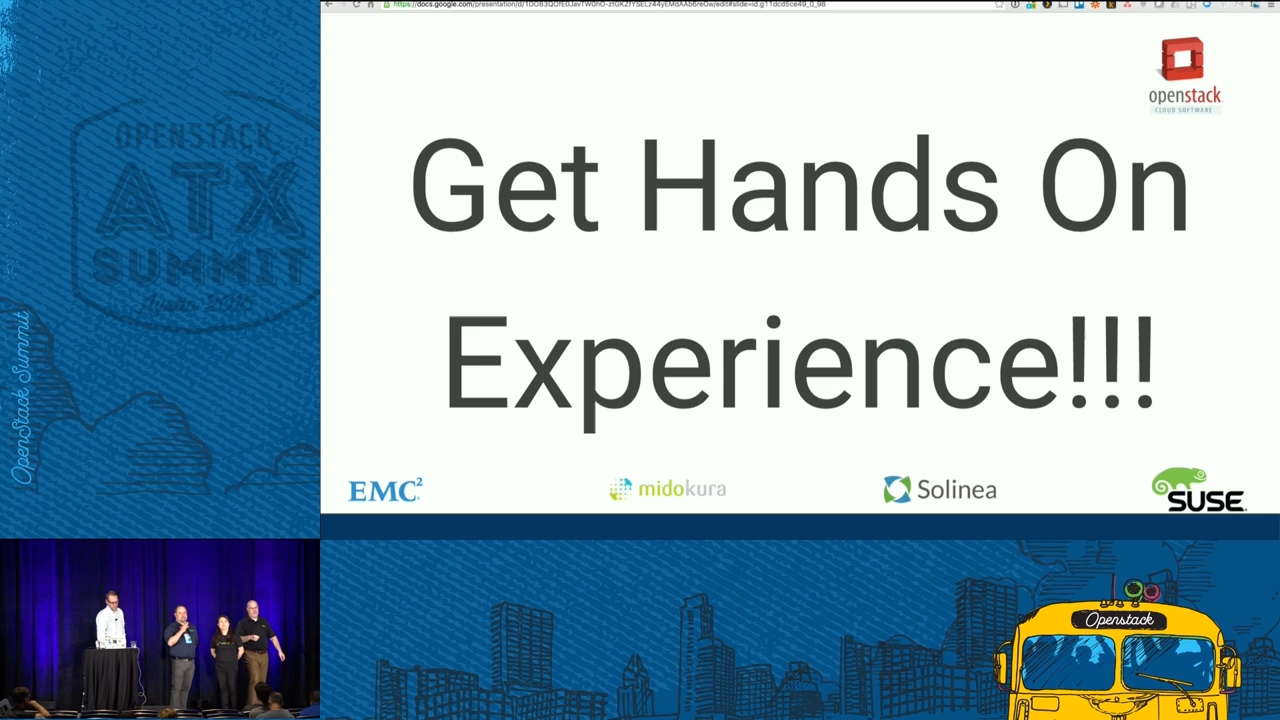 OPENSTACK
ATX
SUMMIT
Austin 2016
OpenStack Summit
openstack
CLOUD SOFTWARE
Get Hands On
Experience!!!
EMC²
midokura
Solinea
SUSE
Openstack